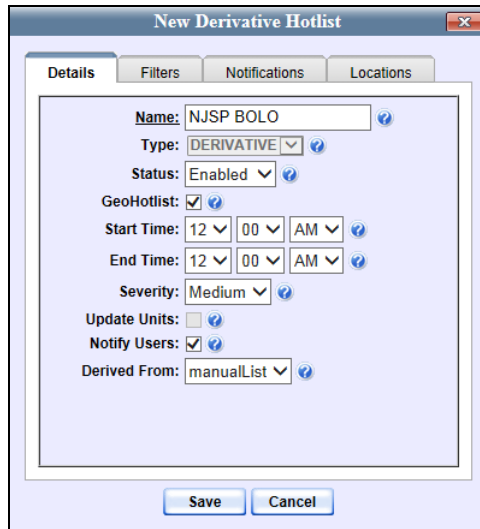 New Derivative Hotlist
Details Filters Notifications Locations
Name: NJSP BOLO
Type: DERIVATIVE
Status: Enabled
GeoHotlist:
Start Time: 12 00 AM
End Time: 12 00 AM
Severity: Medium
Update Units:
Notify Users:
Derived From: manualList
Save Cancel